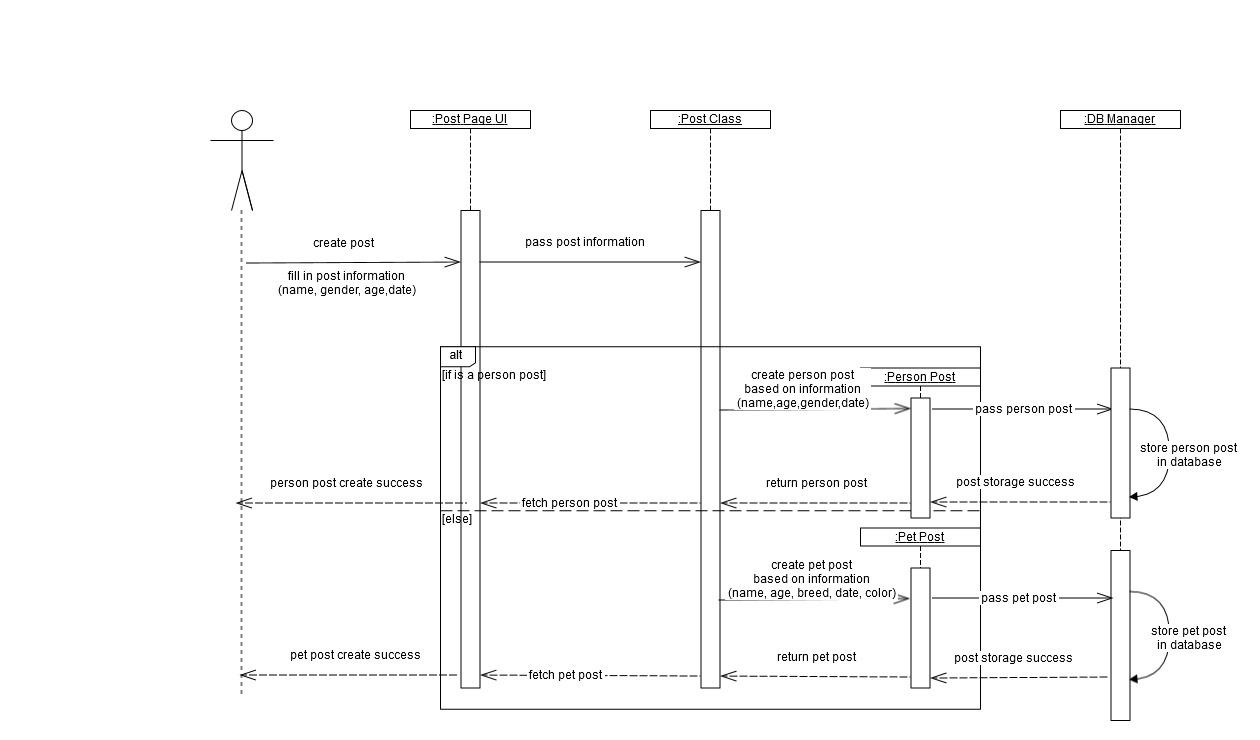 :Post Page UI
:Post Class
:DB Manager
create post
pass post information
fill in post information
(name, gender, age,date)
alt
[if is a person post]
create person post
based on information
(name,age,gender,date)
:Person Post
pass person post
store person post
in database
person post create success
fetch person post
return person post
post storage success
[else]
:Pet Post
create pet post
based on information
(name, age, breed, date, color)
pass pet post
store pet post
in database
pet post create success
fetch pet post
return pet post
post storage success